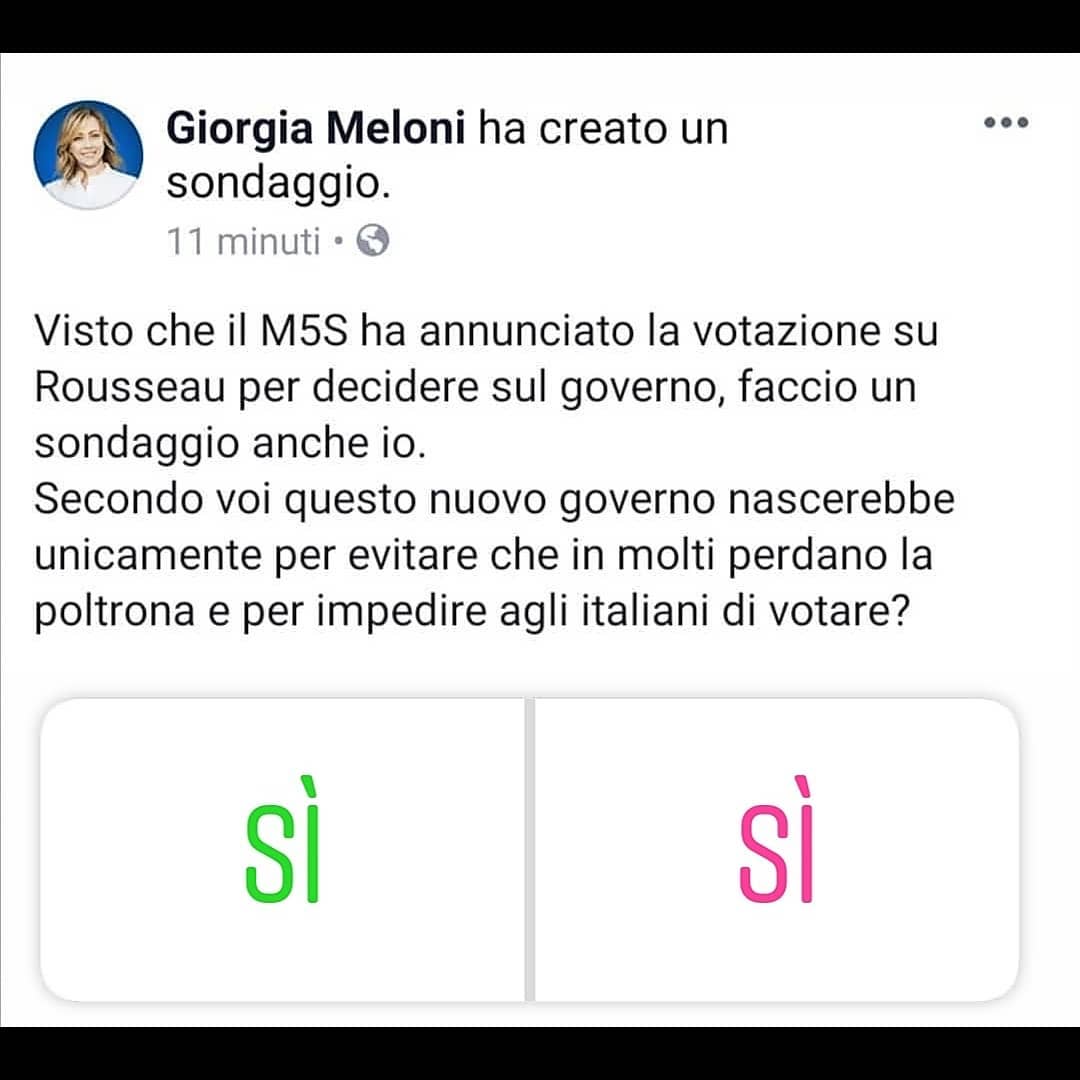 Giorgia Meloni ha creato un
sondaggio.
11 minuti •
Visto che il M5S ha annunciato la votazione su
Rousseau per decidere sul governo, faccio un
sondaggio anche io.
Secondo voi questo nuovo governo nascerebbe
unicamente per evitare che in molti perdano la
poltrona e per impedire agli italiani di votare?
SÌ
SÌ